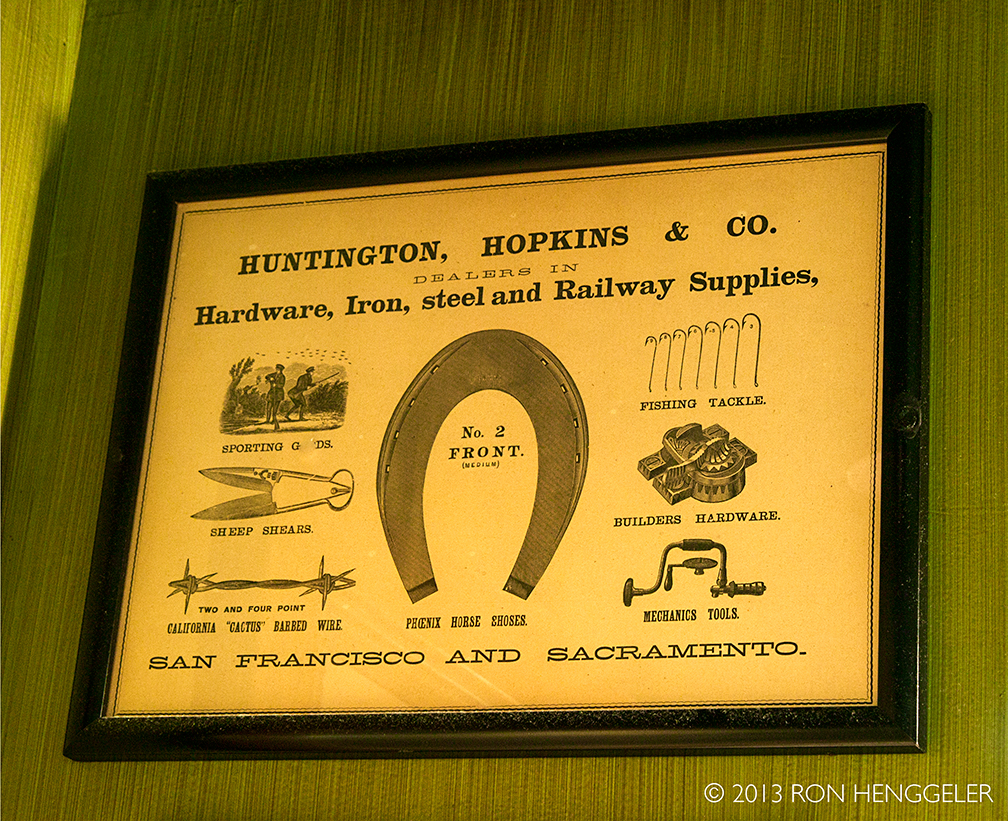 HUNTINGTON, HOPKINS & CO.
DEALERS IN
Hardware, Iron, steel and Railway Supplies,
SPORTING G DS.
SHEEP SHEARS.
TWO AND FOUR POINT
CALIFORNIA "CACTUS" BARBED WIRE.
No. 2
FRONT.
(MEDIUM)
PHŒNIX HORSE SHOSES.
FISHING TACKLE.
BUILDERS HARDWARE.
MECHANICS TOOLS.
SAN FRANCISCO AND SACRAMENTO.
© 2013 RON HENGGELER